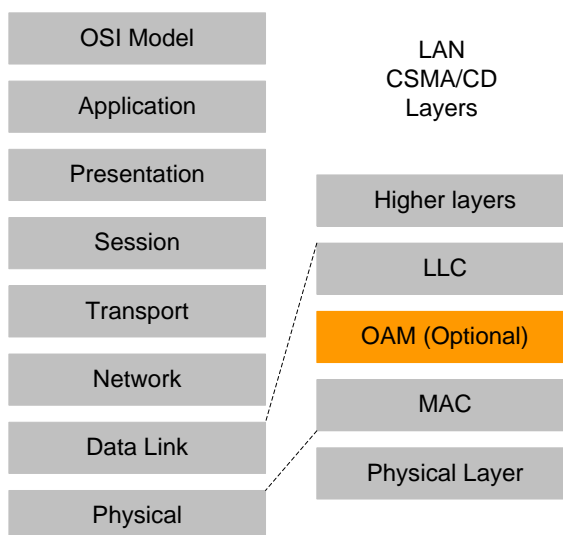 OSI Model
Application
Presentation
Session
Transport
Network
Data Link
Physical
LAN
CSMA/CD
Layers
Higher layers
LLC
OAM (Optional)
MAC
Physical Layer